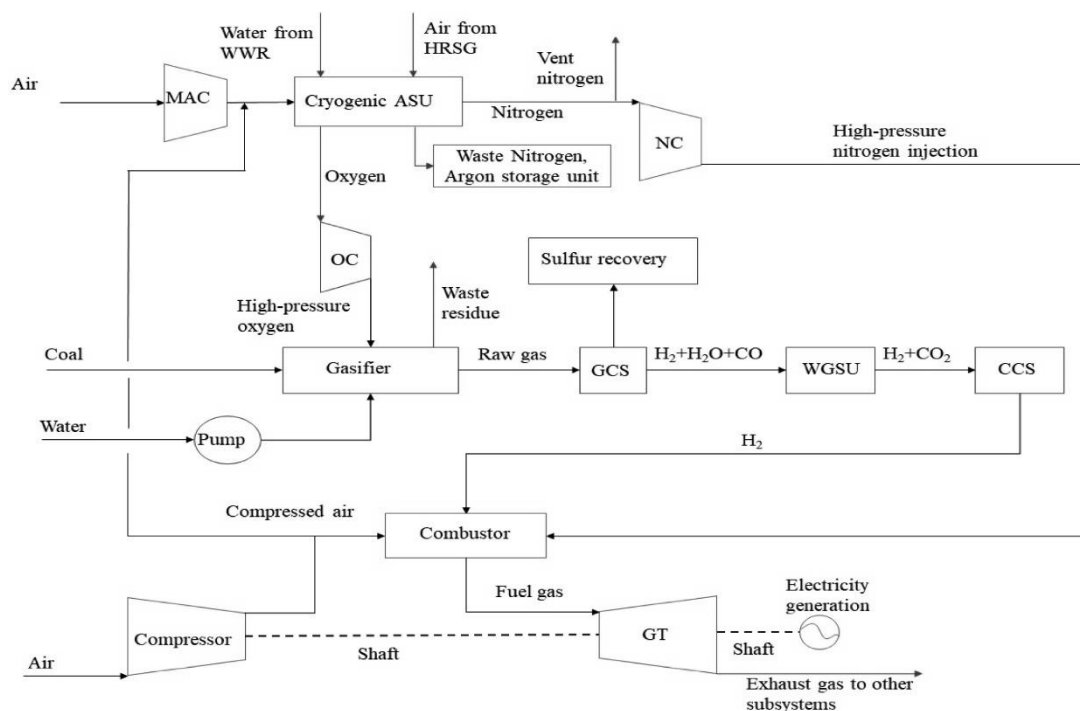 Water from
WWR
Air from
HRSG
Vent
nitrogen
Air
MAC
Cryogenic ASU
Nitrogen
NC
High-pressure
nitrogen injection
Waste Nitrogen,
Argon storage unit
Oxygen
OC
Sulfur recovery
High-pressure
oxygen
Waste
residue
Coal
Gasifier
Raw gas
GCS
H₂+H₂O+CO
WGSU
H₂+CO₂
CCS
Water
Pump
H₂
Compressed air
Combustor
Fuel gas
Electricity
generation
Compressor
Shaft
GT
Shaft
Air
Exhaust gas to other
subsystems